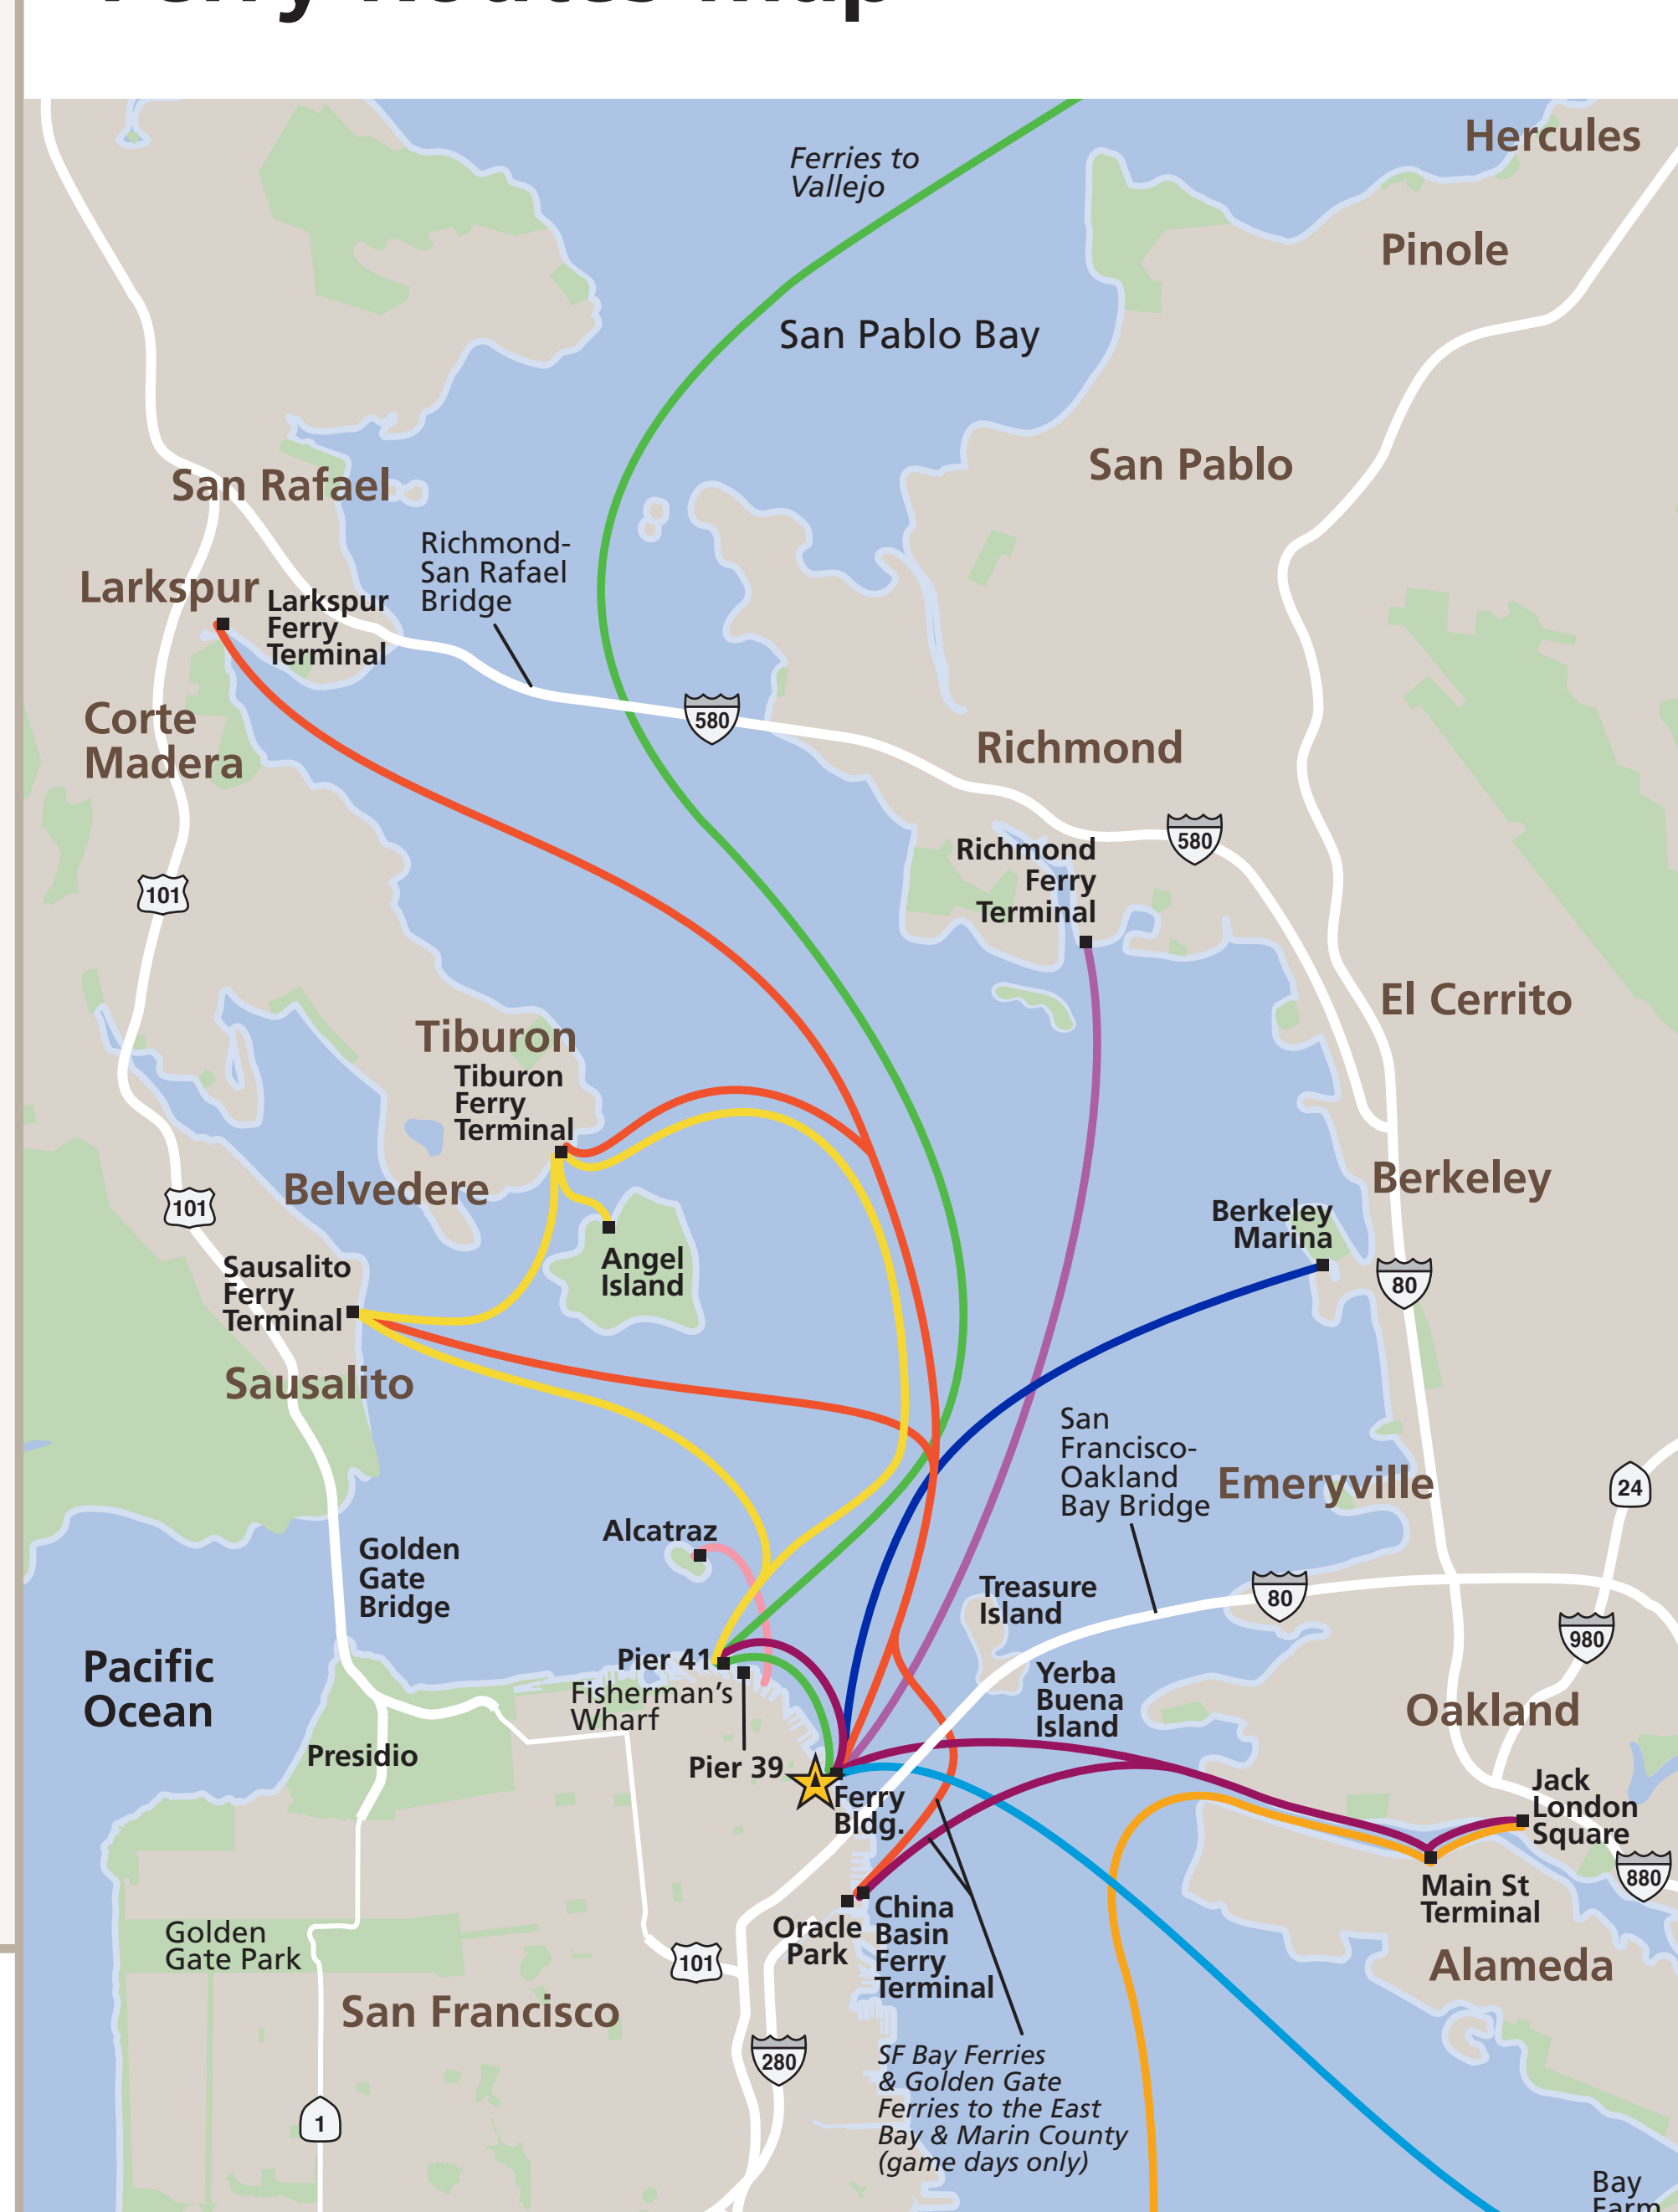 Ferry Routes Map
Ferries to
Vallejo
Hercules
Pinole
San Pablo Bay
San Pablo
San Rafael
Richmond-
San Rafael
Bridge
Larkspur
Larkspur
Ferry
Terminal
580
Corte
Madera
Richmond
580
Richmond
Ferry
Terminal
101
El Cerrito
Tiburon
Tiburon
Ferry
Terminal
Belvedere
Berkeley
101
Berkeley
Marina
Angel
Island
80
Sausalito
Ferry
Terminal
Sausalito
San
Francisco-
Oakland
Bay Bridge
Emeryville
24
Alcatraz
Golden
Gate
Bridge
Treasure
Island
80
980
Pacific
Ocean
Pier 41
Fisherman's
Wharf
Yerba
Buena
Island
Oakland
Presidio
Pier 39
Ferry
Bldg.
Jack
London
Square
880
Main St
Terminal
Oracle
Park
China
Basin
Ferry
Terminal
Golden
Gate Park
101
Alameda
San Francisco
280
SF Bay Ferries
& Golden Gate
Ferries to the East
Bay & Marin County
(game days only)
1
Bay
Farm